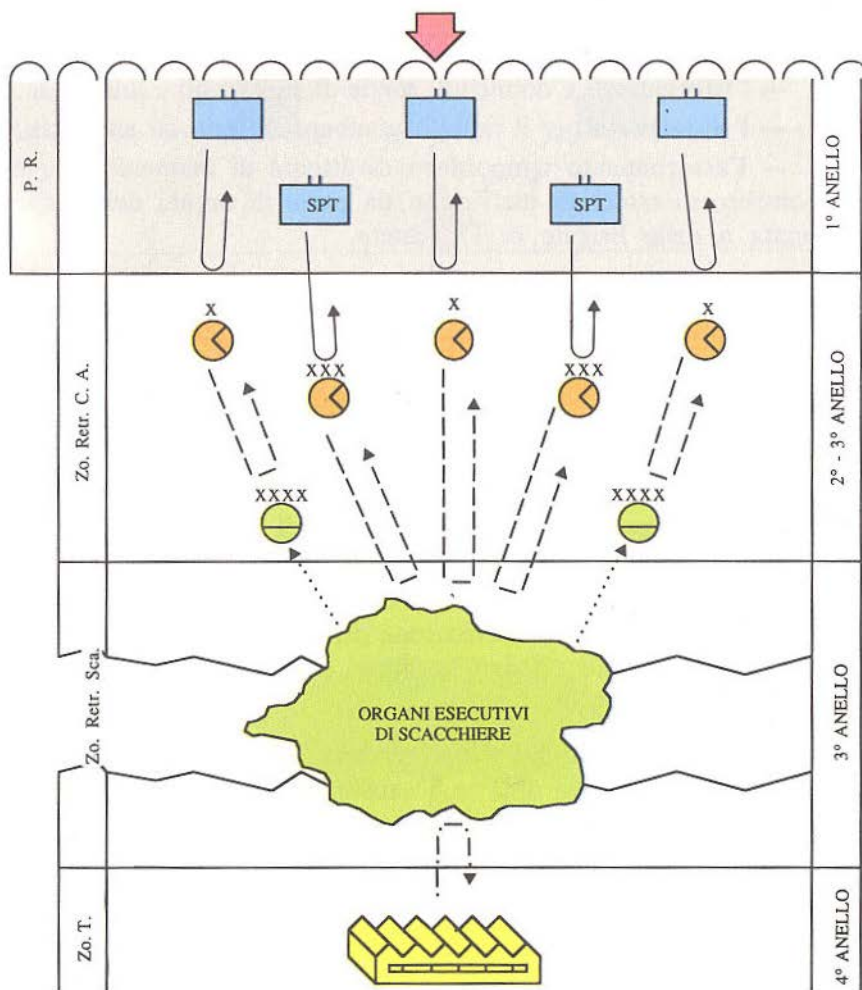 P. R.
1° ANELLO
SPT
SPT
X
X
X
XXX
XXX
Zo. Retr. C. A.
2° - 3° ANELLO
XXXX
XXXX
Zo. Retr. Sca.
ORGANI ESECUTIVI
DI SCACCHIERE
3° ANELLO
Zo. T.
4° ANELLO